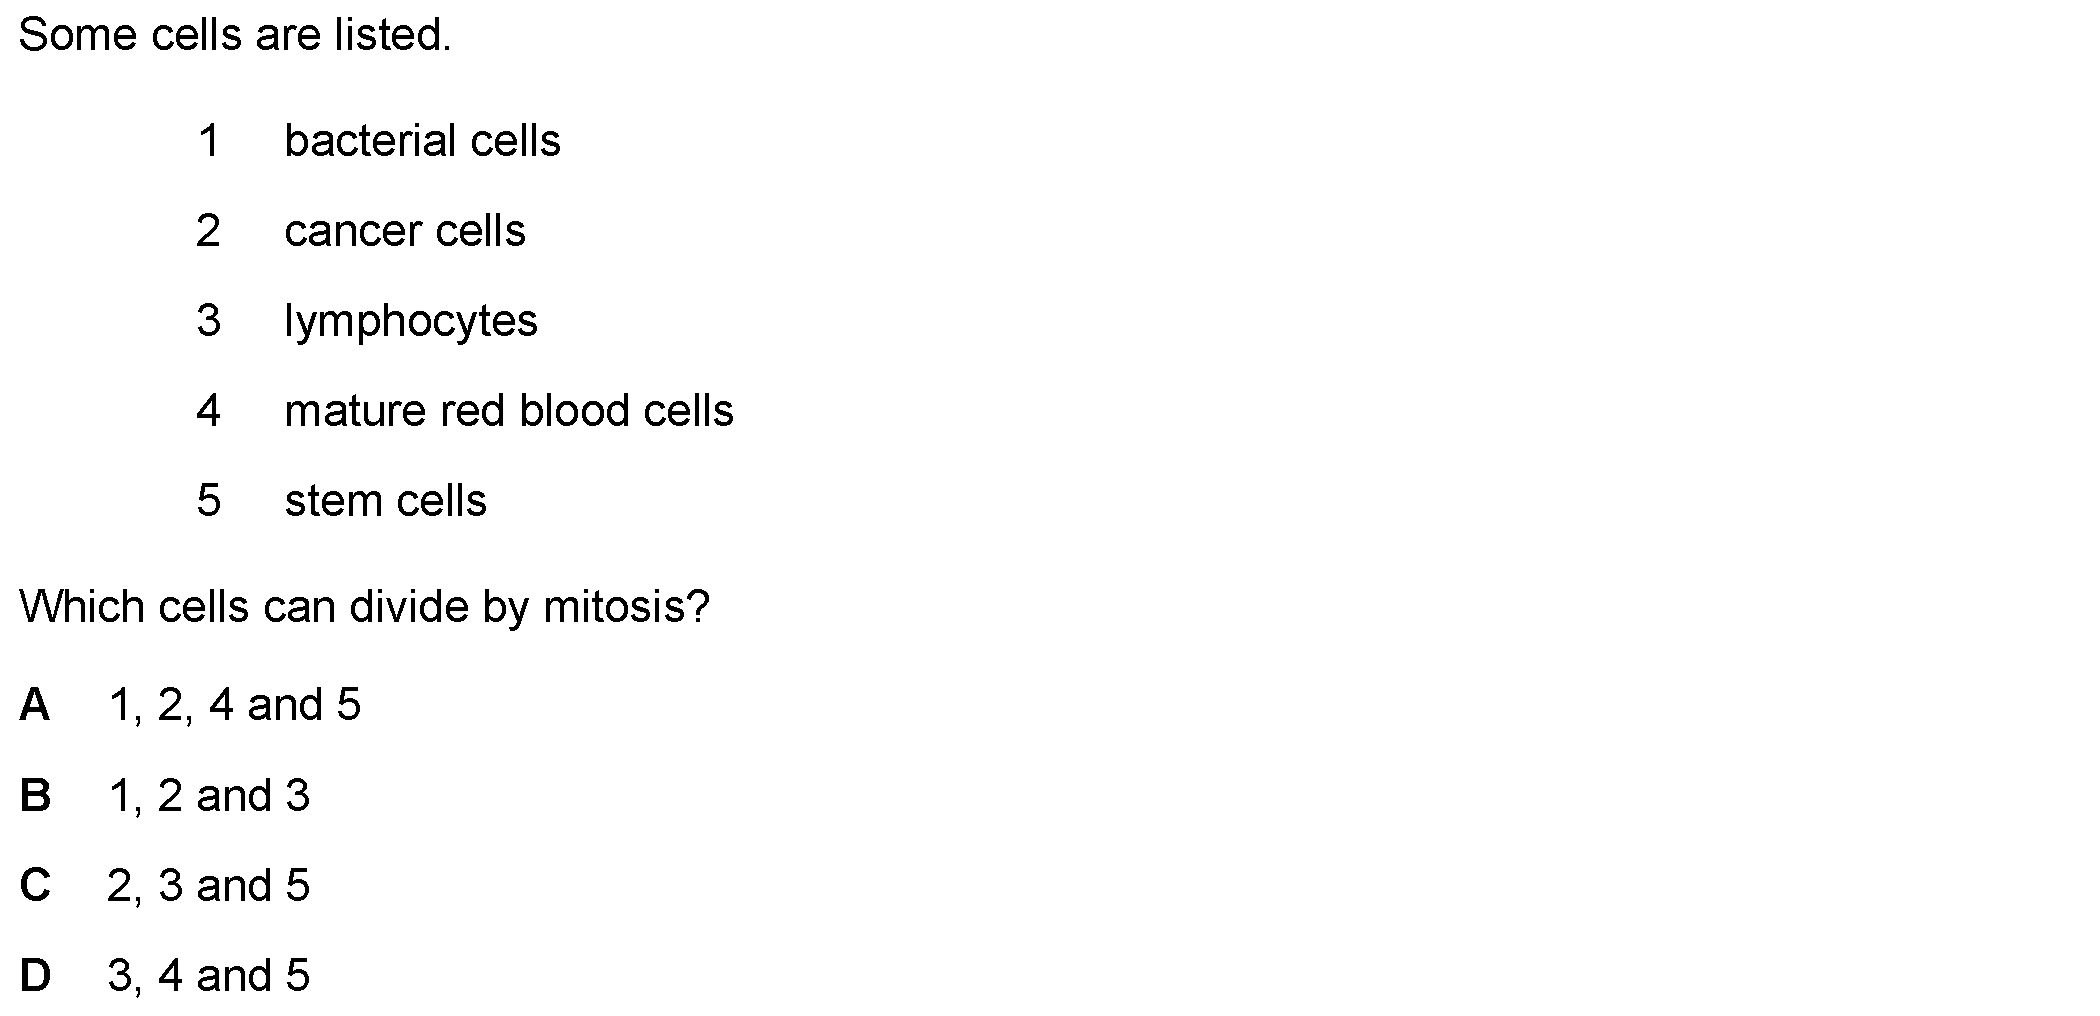 Some cells are listed.
1 bacterial cells
2 cancer cells
3 lymphocytes
4 mature red blood cells
5 stem cells
Which cells can divide by mitosis?
A 1, 2, 4 and 5
B 1, 2 and 3
C 2, 3 and 5
D 3, 4 and 5